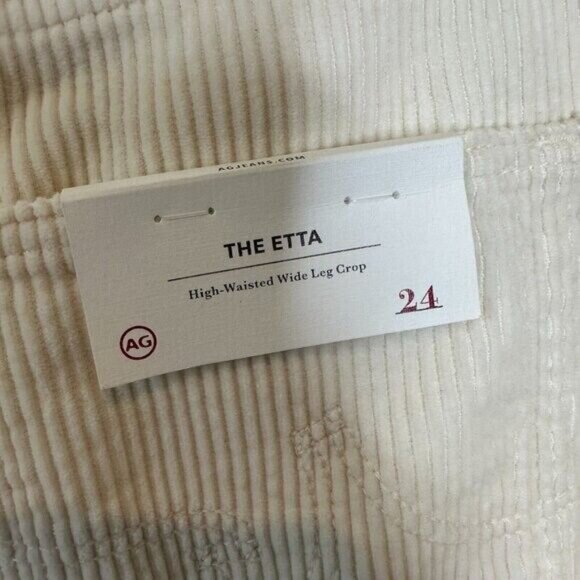 AGJEANS.COM
THE ETTA
High-Waisted Wide Leg Crop
24
AG